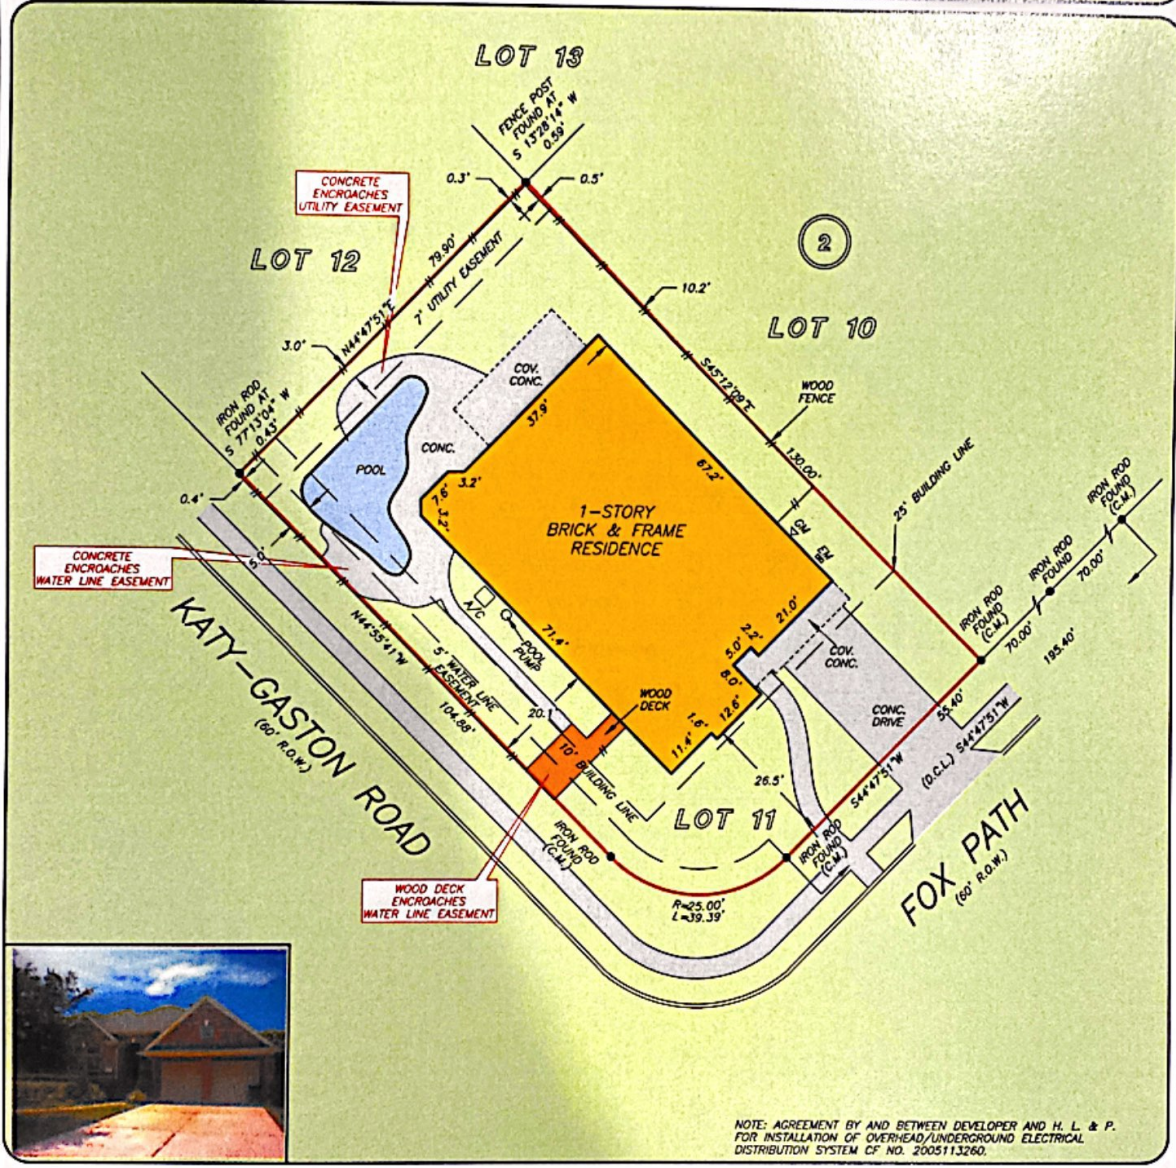 LOT 13
FENCE POST
FOUND AT
S 13°28'14" W
0.59'
0.3'
0.5'
CONCRETE
ENCROACHES
UTILITY EASEMENT
LOT 12
79.90'
7' UTILITY EASEMENT
N44°47'51"E
3.0'
2
10.2'
LOT 10
S45°12'09"E
WOOD
FENCE
130.00'
IRON ROD
FOUND AT
S 77°13'04" W
0.43'
0.4'
COV.
CONC.
37.9'
CONC.
POOL
3.2'
7.6'
3.2'
67.2'
1-STORY
BRICK & FRAME
RESIDENCE
25' BUILDING LINE
GM
EM
IRON ROD
FOUND
(C.M.)
IRON ROD
FOUND
70.00'
IRON ROD
FOUND
(C.M.)
70.00'
195.40'
CONCRETE
ENCROACHES
WATER LINE EASEMENT
5.0'
KATY-GASTON ROAD
(60' R.O.W.)
N44°55'41"W
104.88'
5' WATER LINE
EASEMENT
A/C
POOL
PUMP
71.4'
20.1'
WOOD
DECK
10' BUILDING LINE
21.0'
2.2'
5.0'
8.0'
12.6'
1.6'
11.4'
COV.
CONC.
CONC.
DRIVE
55.40'
S44°47'51"W
(D.C.L.) S44°47'51"W
26.5'
LOT 11
IRON ROD
FOUND
(C.M.)
IRON ROD
FOUND
(C.M.)
R=25.00'
L=39.39'
FOX PATH
(60' R.O.W.)
WOOD DECK
ENCROACHES
WATER LINE EASEMENT
NOTE: AGREEMENT BY AND BETWEEN DEVELOPER AND H. L. & P.
FOR INSTALLATION OF OVERHEAD/UNDERGROUND ELECTRICAL
DISTRIBUTION SYSTEM CF NO. 2005113260.